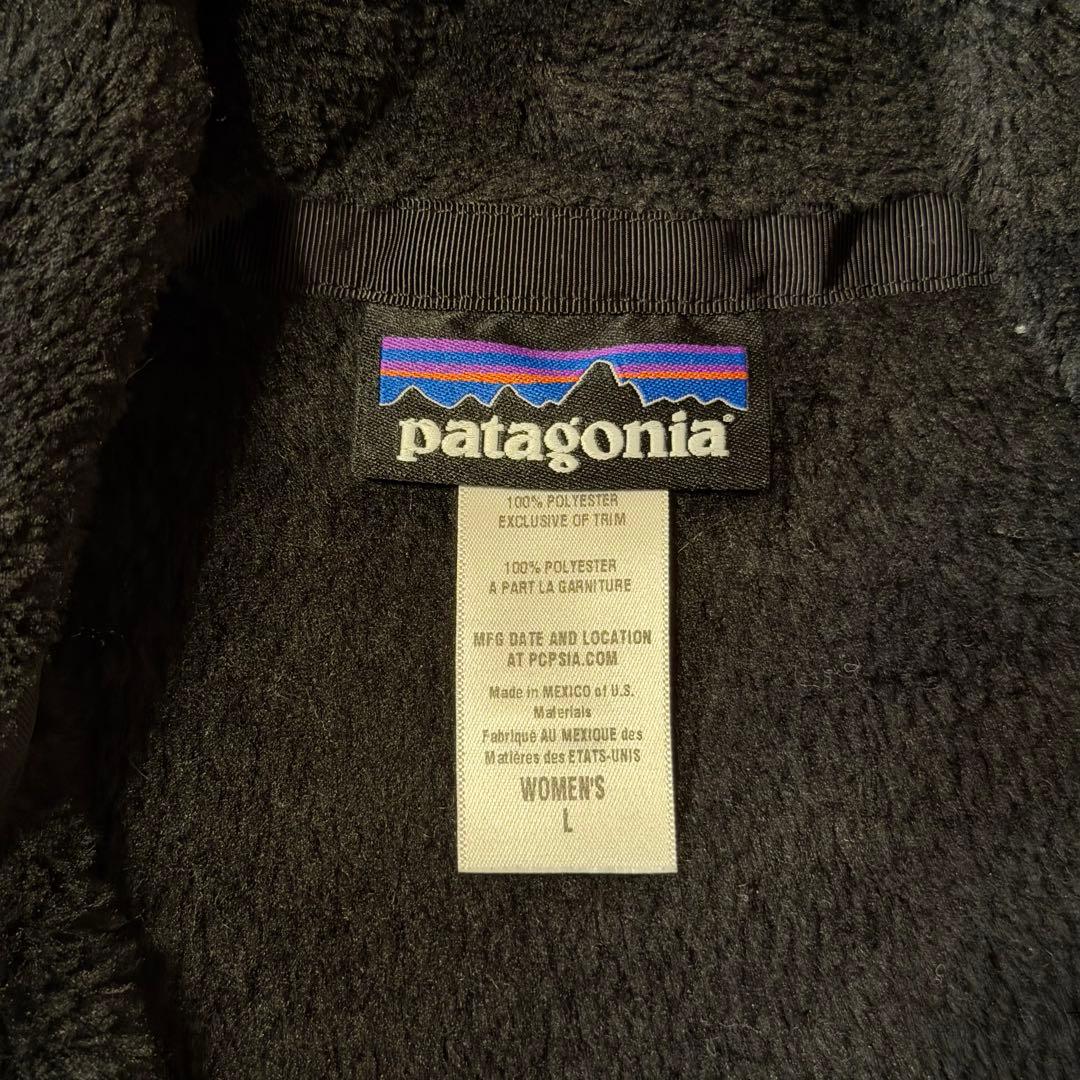 patagonia
100% POLYESTER
EXCLUSIVE OF TRIM
100% POLYESTER
A PART LA GARNITURE
MFG DATE AND LOCATION
AT PCPSIA.COM
Made in MEXICO of U.S.
Materials
Fabriqué AU MEXIQUE des
Matières des ETATS-UNIS
WOMEN'S
L